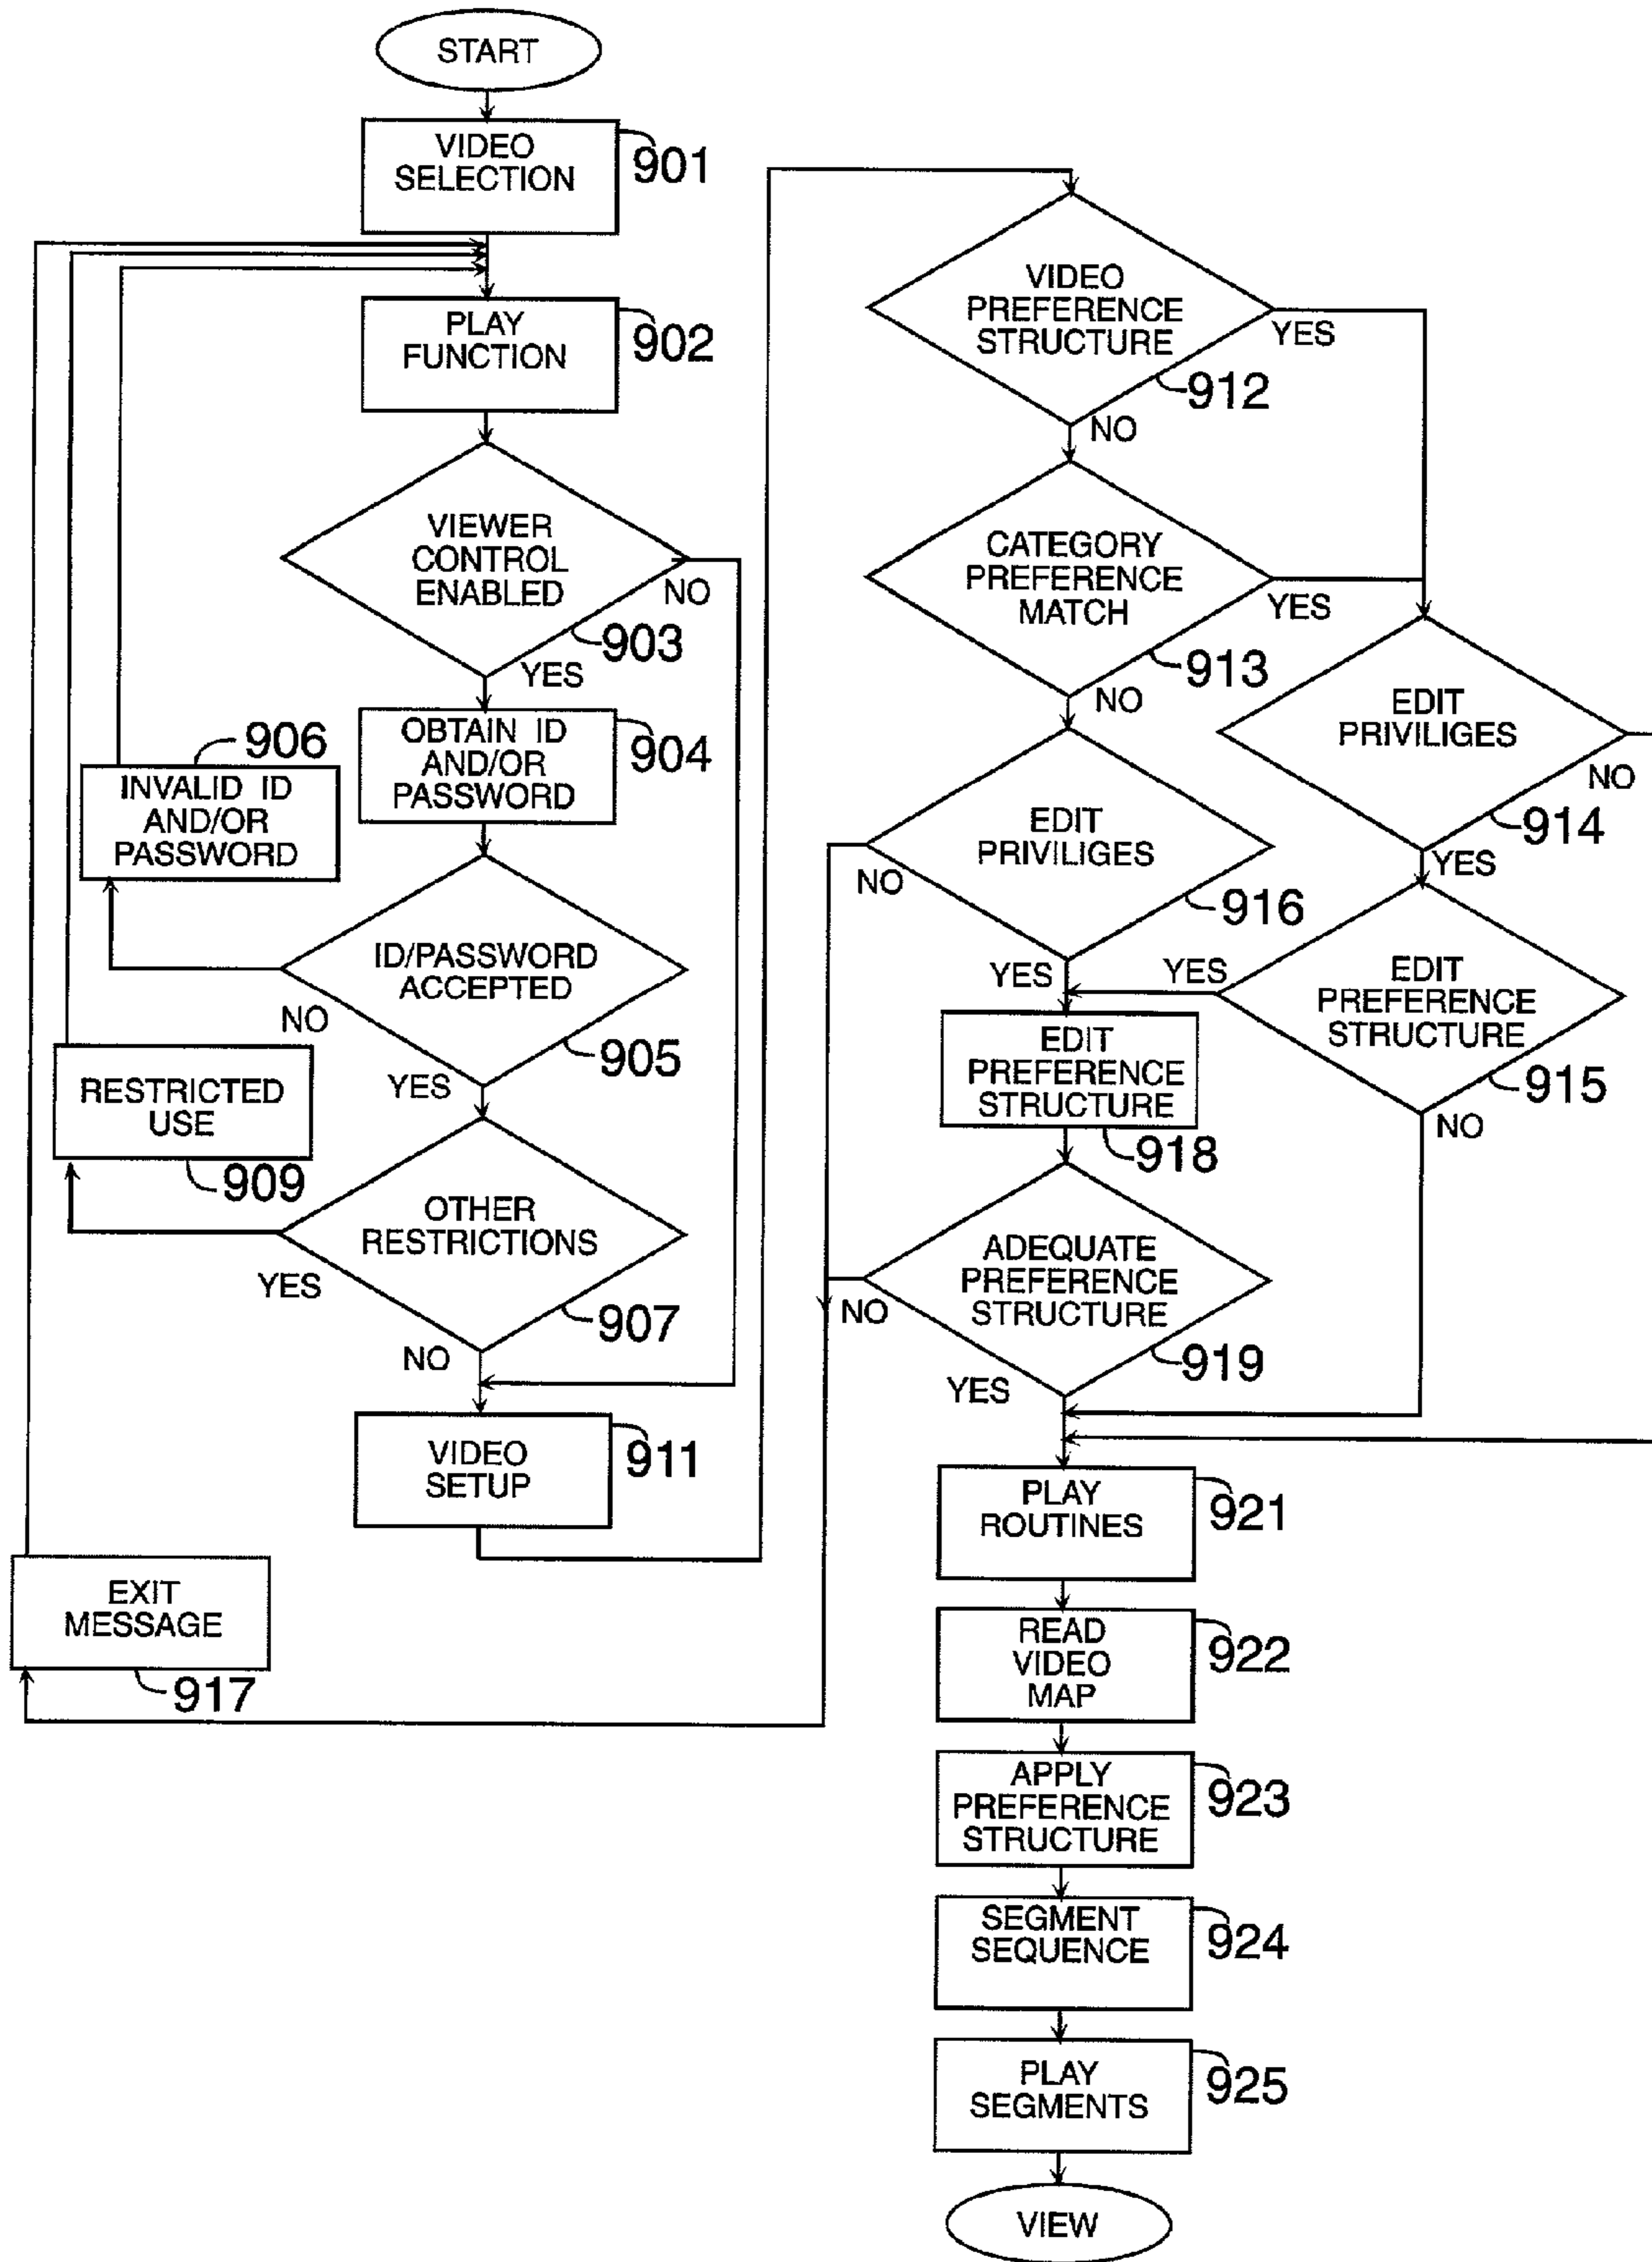 START
VIDEO
SELECTION
901
PLAY
FUNCTION
902
VIEWER
CONTROL
ENABLED
NO
903
YES
OBTAIN ID
AND/OR
PASSWORD
904
906
INVALID ID
AND/OR
PASSWORD
ID/PASSWORD
ACCEPTED
NO
905
YES
RESTRICTED
USE
909
OTHER
RESTRICTIONS
YES
907
NO
VIDEO
SETUP
911
EXIT
MESSAGE
917
VIDEO
PREFERENCE
STRUCTURE
YES
912
NO
CATEGORY
PREFERENCE
MATCH
YES
913
NO
EDIT
PRIVILIGES
NO
914
YES
EDIT
PRIVILIGES
NO
916
YES
EDIT
PREFERENCE
STRUCTURE
YES
915
NO
EDIT
PREFERENCE
STRUCTURE
918
ADEQUATE
PREFERENCE
STRUCTURE
NO
919
YES
PLAY
ROUTINES
921
READ
VIDEO
MAP
922
APPLY
PREFERENCE
STRUCTURE
923
SEGMENT
SEQUENCE
924
PLAY
SEGMENTS
925
VIEW